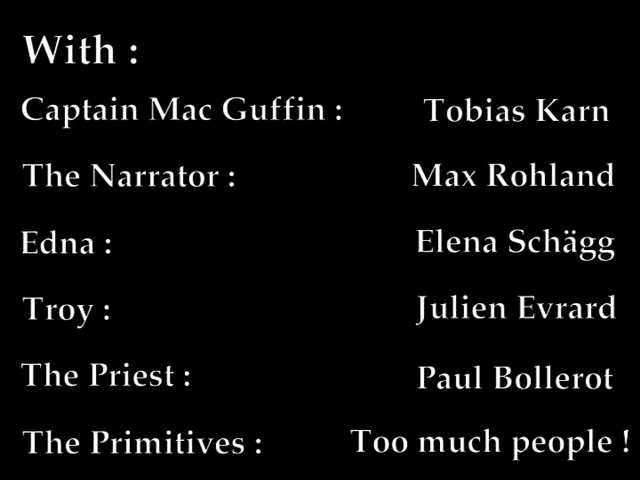 With :
Captain Mac Guffin : Tobias Karn
The Narrator : Max Rohland
Edna : Elena Schägg
Troy : Julien Evrard
The Priest : Paul Bollerot
The Primitives : Too much people !